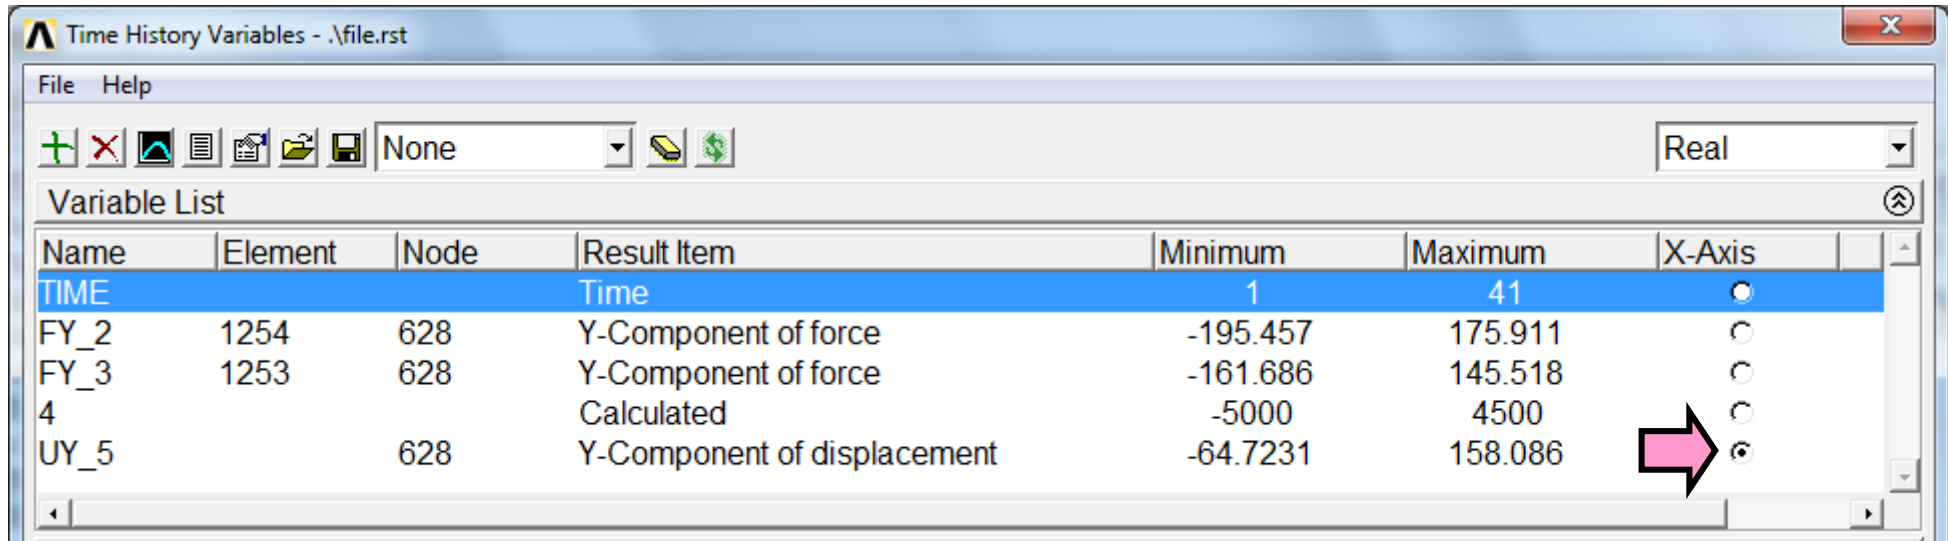 Time History Variables - .\file.rst
File Help
None Real
Variable List
Name Element Node Result Item Minimum Maximum X-Axis
TIME Time 1 41
FY_2 1254 628 Y-Component of force -195.457 175.911
FY_3 1253 628 Y-Component of force -161.686 145.518
4 Calculated -5000 4500
UY_5 628 Y-Component of displacement -64.7231 158.086